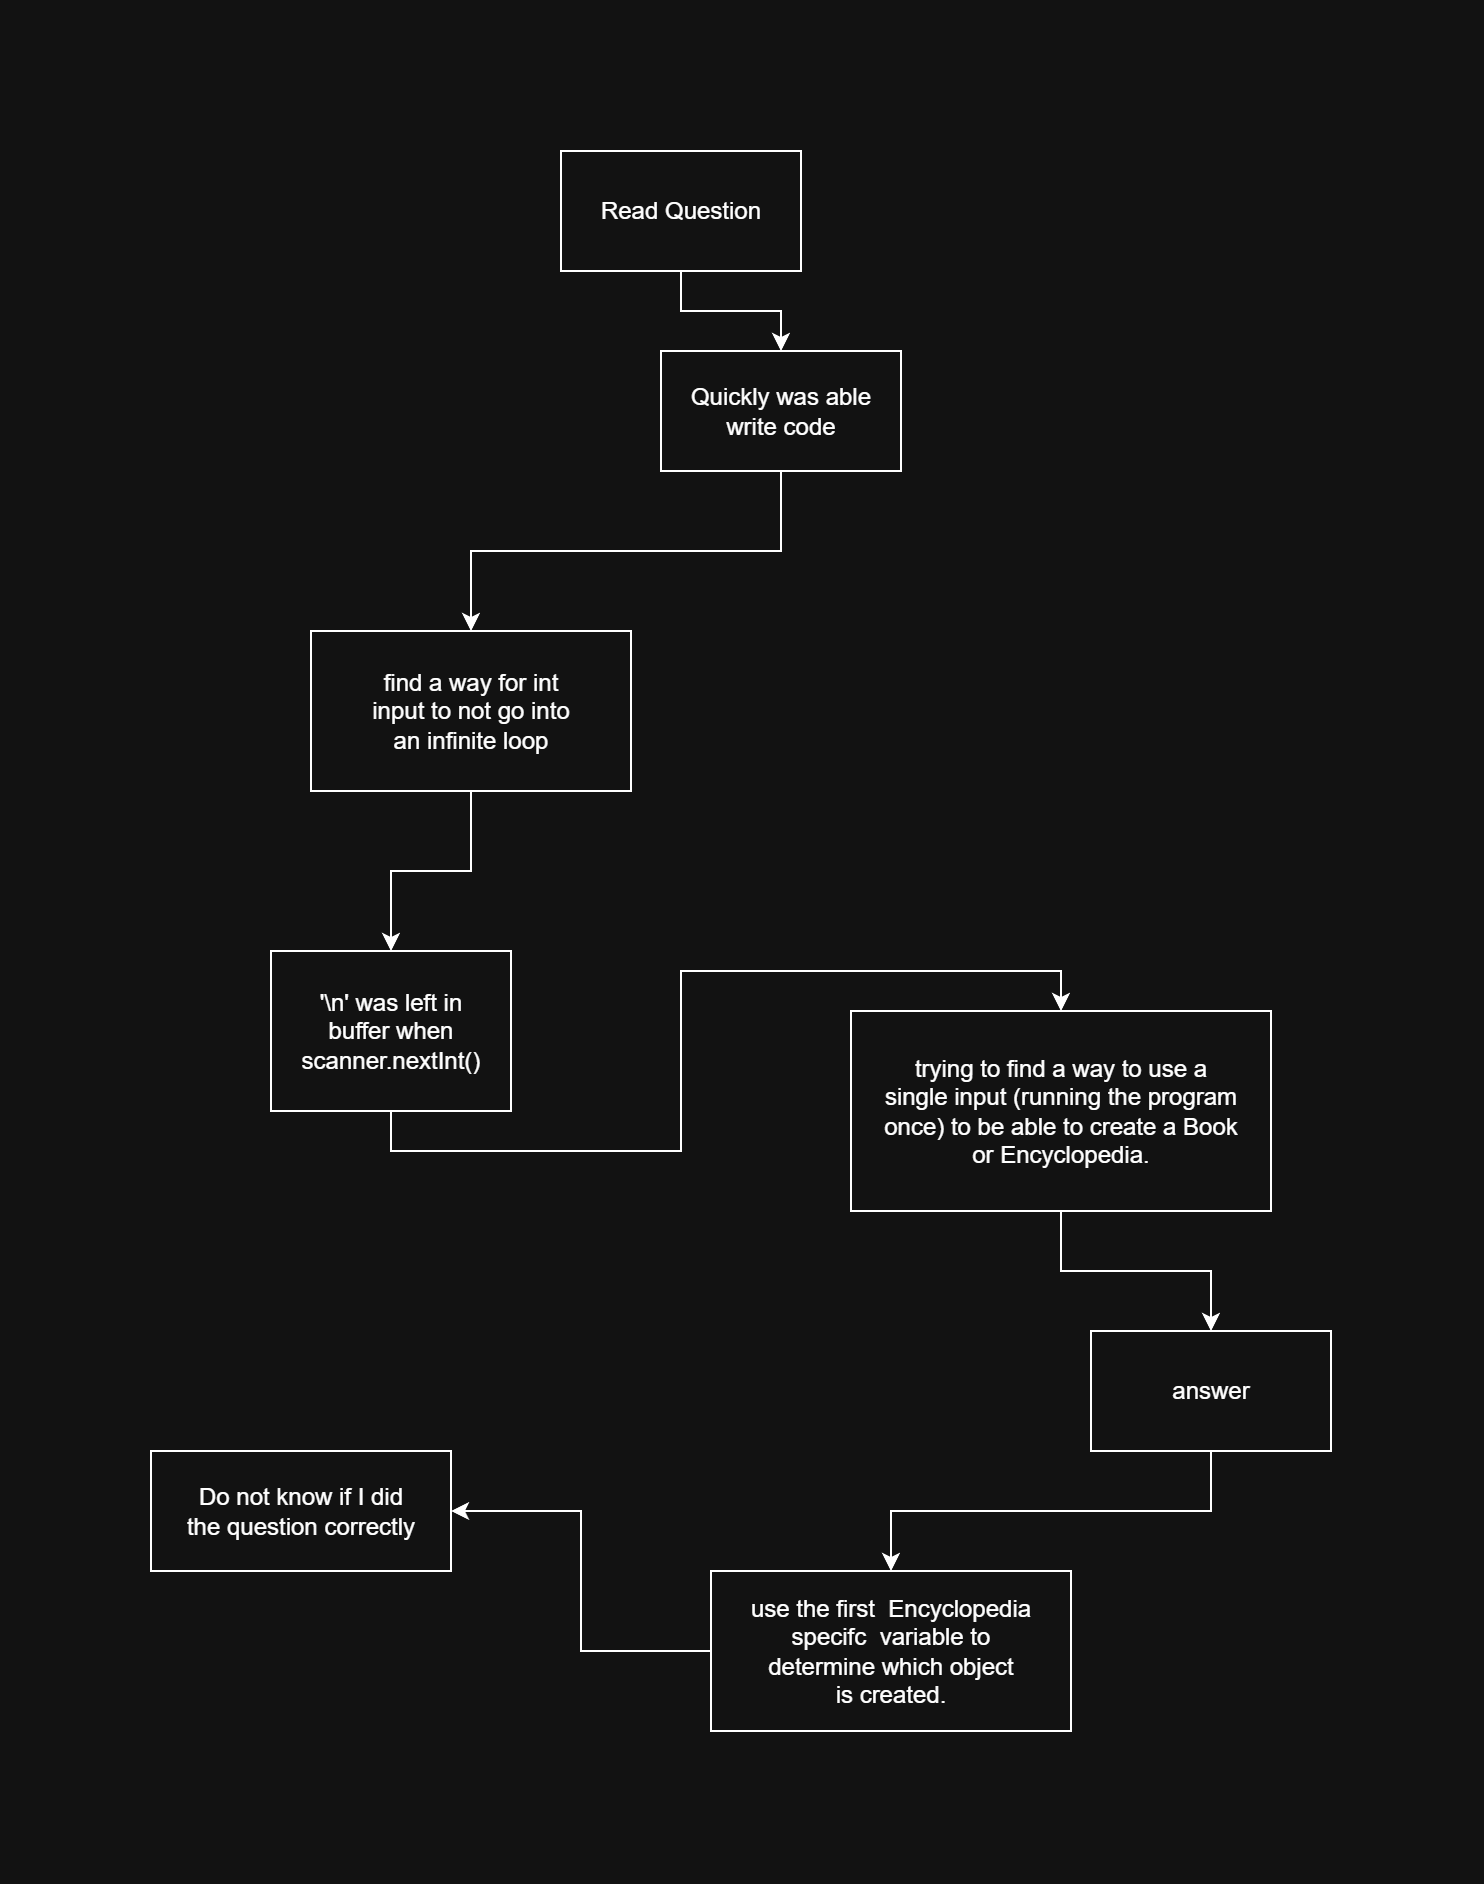 Read Question
Quickly was able
write code
find a way for int
input to not go into
an infinite loop
'\n' was left in
buffer when
scanner.nextInt()
trying to find a way to use a
single input (running the program
once) to be able to create a Book
or Encyclopedia.
answer
use the first  Encyclopedia
specifc  variable to
determine which object
is created.
Do not know if I did
the question correctly